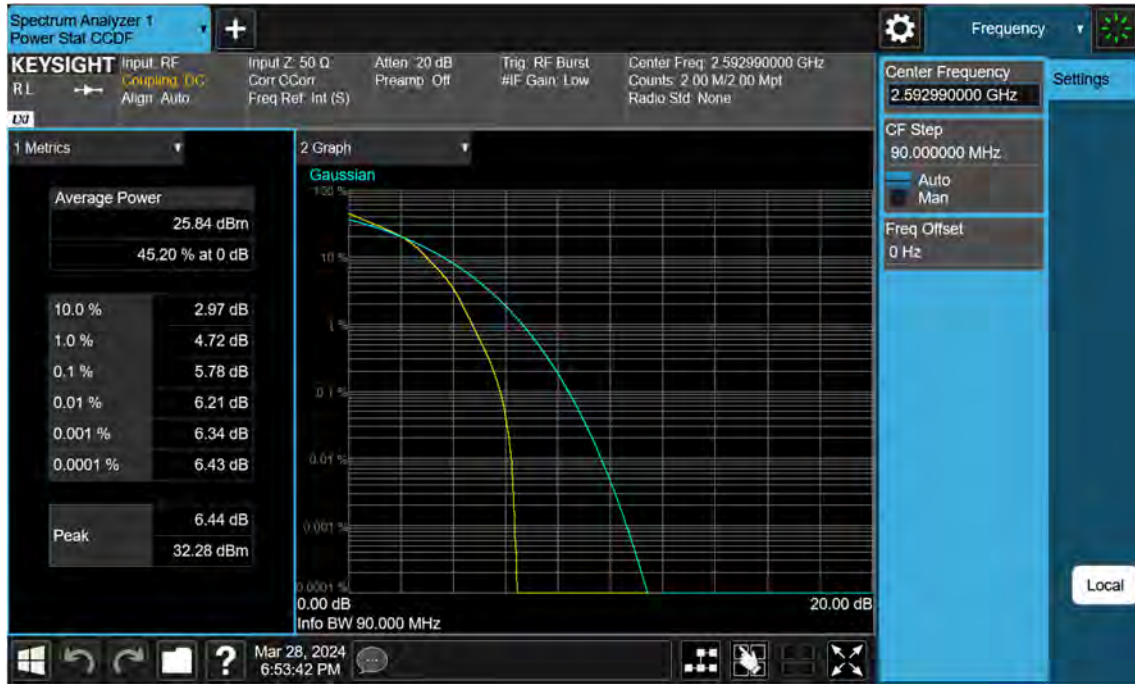 Spectrum Analyzer 1
Power Stat CCDF
+
Frequency
KEYSIGHT
RL
LXI
Input: RF
Coupling: DC
Align: Auto
Input Z: 50 Ω
Corr CCorr
Freq Ref: Int (S)
Atten: 20 dB
Preamp: Off
Trig: RF Burst
#IF Gain: Low
Center Freq: 2.592990000 GHz
Counts: 2.00 M/2.00 Mpt
Radio Std: None
Center Frequency
2.592990000 GHz
Settings
CF Step
90.000000 MHz
Auto
Man
Freq Offset
0 Hz
Local
1 Metrics
Average Power
25.84 dBm
45.20 % at 0 dB
10.0 % 2.97 dB
1.0 % 4.72 dB
0.1 % 5.78 dB
0.01 % 6.21 dB
0.001 % 6.34 dB
0.0001 % 6.43 dB
Peak
6.44 dB
32.28 dBm
2 Graph
Gaussian
100 %
10 %
1 %
0.1 %
0.01 %
0.001 %
0.0001 %
0.00 dB
20.00 dB
Info BW 90.000 MHz
?
Mar 28, 2024
6:53:42 PM